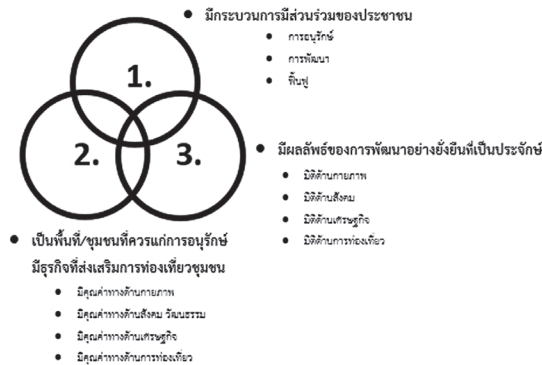 ● มีกระบวนการมีส่วนร่วมของประชาชน
● การอนุรักษ์
● การพัฒนา
● ฟื้นฟู
1.
2.
3.
● มีผลลัพธ์ของการพัฒนาอย่างยั่งยืนที่เป็นประจักษ์
● มิติด้านกายภาพ
● มิติด้านสังคม
● มิติด้านเศรษฐกิจ
● มิติด้านการท่องเที่ยว
● เป็นพื้นที่/ชุมชนที่ควรแก่การอนุรักษ์
มีธุรกิจที่ส่งเสริมการท่องเที่ยวชุมชน
● มีคุณค่าทางด้านกายภาพ
● มีคุณค่าทางด้านสังคม วัฒนธรรม
● มีคุณค่าทางด้านเศรษฐกิจ
● มีคุณค่าทางด้านการท่องเที่ยว